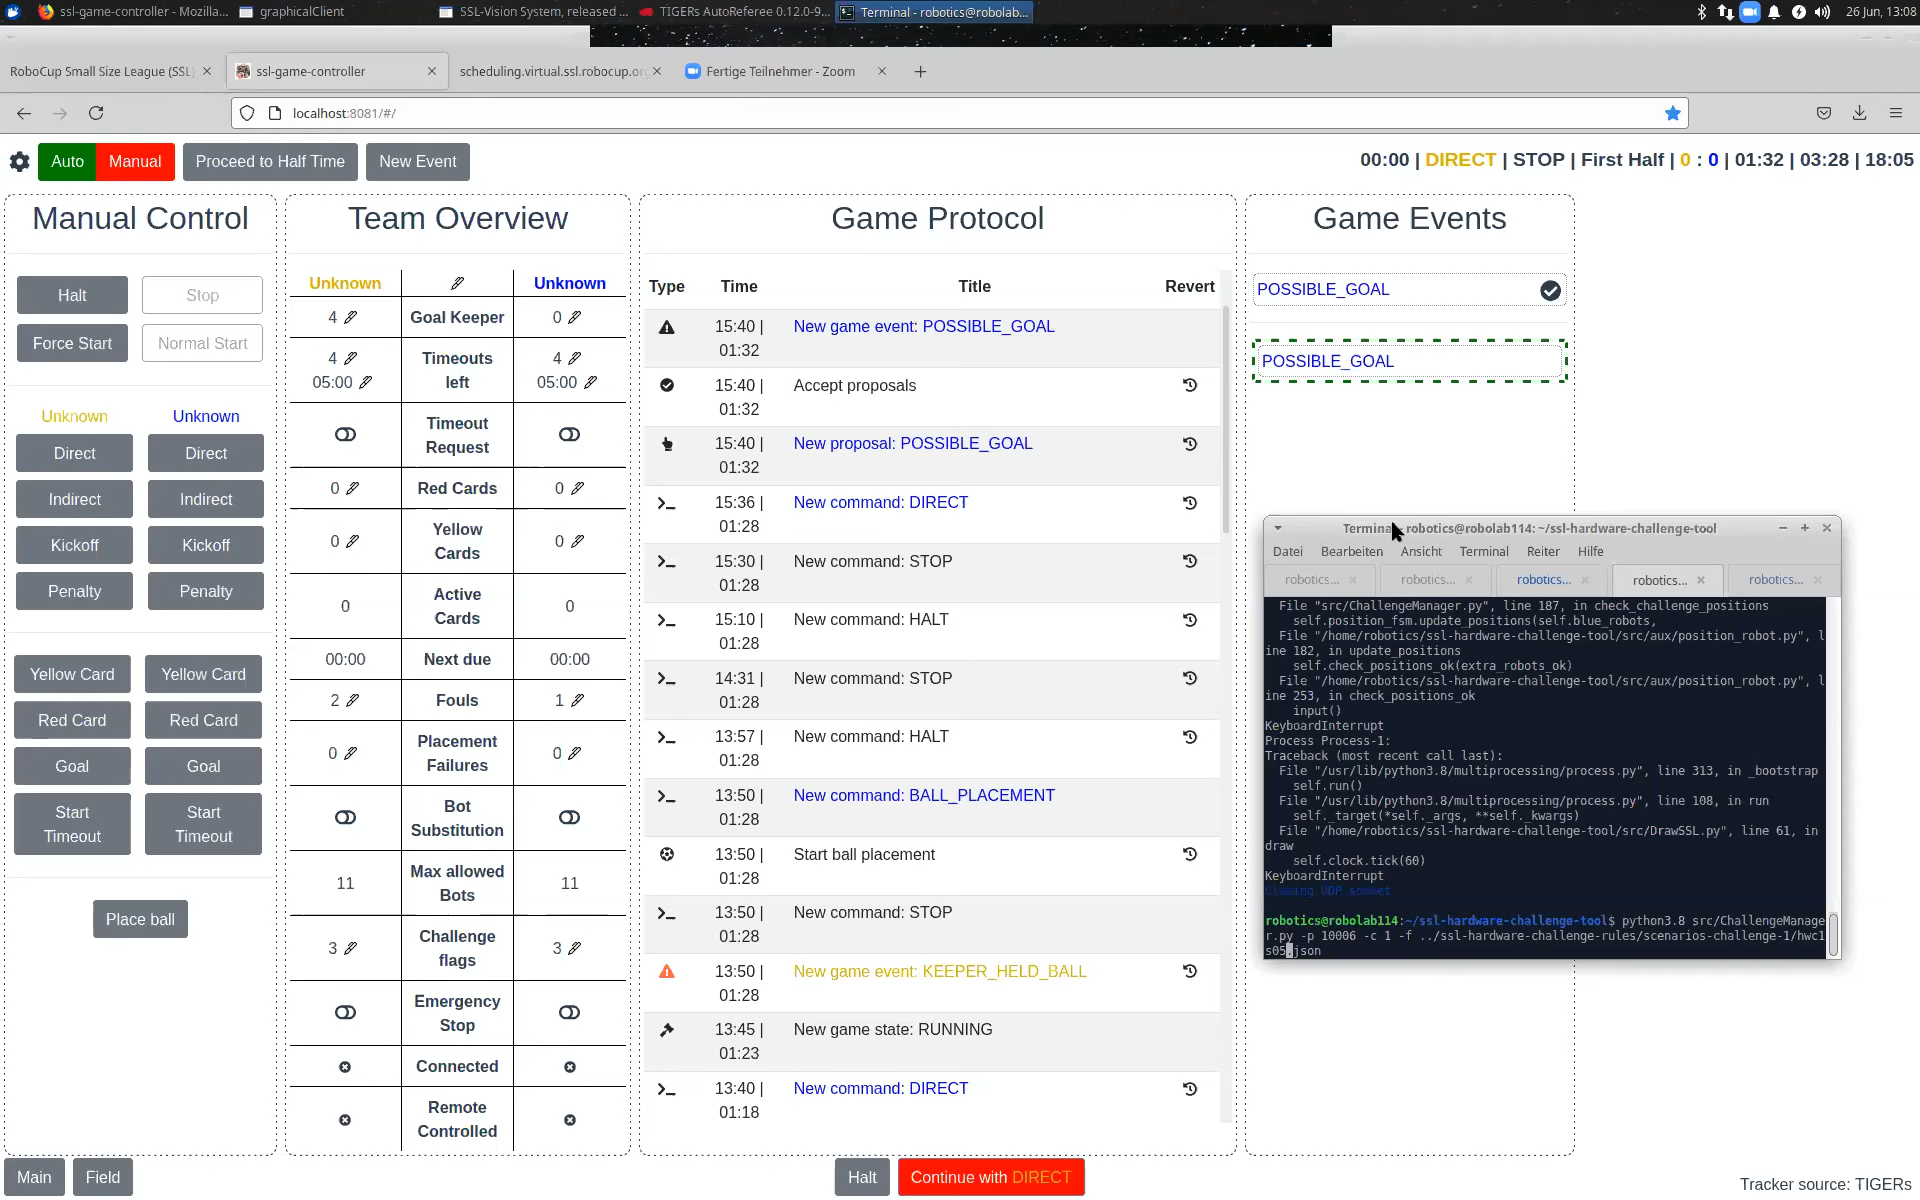 ssl-game-controller - Mozilla...
graphicalClient
SSL-Vision System, released ...
TIGERs AutoReferee 0.12.0-9...
Terminal - robotics@robolab...
26 Jun, 13:08
RoboCup Small Size League (SSL)
ssl-game-controller
scheduling.virtual.ssl.robocup.org
Fertige Teilnehmer - Zoom
localhost:8081/#/
Auto
Manual
Proceed to Half Time
New Event
00:00 | DIRECT | STOP | First Half | 0 : 0 | 01:32 | 03:28 | 18:05
Manual Control
Halt
Stop
Force Start
Normal Start
Unknown
Unknown
Direct
Direct
Indirect
Indirect
Kickoff
Kickoff
Penalty
Penalty
Yellow Card
Yellow Card
Red Card
Red Card
Goal
Goal
Start Timeout
Start Timeout
Place ball
Main
Field
Team Overview
Unknown
Unknown
4 Goal Keeper 0
4 05:00 Timeouts left 4 05:00
Timeout Request
0 Red Cards 0
0 Yellow Cards 0
0 Active Cards 0
00:00 Next due 00:00
2 Fouls 1
0 Placement Failures 0
Bot Substitution
11 Max allowed Bots 11
3 Challenge flags 3
Emergency Stop
Connected
Remote Controlled
Game Protocol
Type Time Title Revert
15:40 | 01:32 New game event: POSSIBLE_GOAL
15:40 | 01:32 Accept proposals
15:40 | 01:32 New proposal: POSSIBLE_GOAL
15:36 | 01:28 New command: DIRECT
15:30 | 01:28 New command: STOP
15:10 | 01:28 New command: HALT
14:31 | 01:28 New command: STOP
13:57 | 01:28 New command: HALT
13:50 | 01:28 New command: BALL_PLACEMENT
13:50 | 01:28 Start ball placement
13:50 | 01:28 New command: STOP
13:50 | 01:28 New game event: KEEPER_HELD_BALL
13:45 | 01:23 New game state: RUNNING
13:40 | 01:18 New command: DIRECT
Halt
Continue with DIRECT
Game Events
POSSIBLE_GOAL
POSSIBLE_GOAL
Terminal - robotics@robolab114: ~/ssl-hardware-challenge-tool
Datei Bearbeiten Ansicht Terminal Reiter Hilfe
robotics... robotics... robotics... robotics... robotics...
File "src/ChallengeManager.py", line 187, in check_challenge_positions
self.position_fsm.update_positions(self.blue_robots,
File "/home/robotics/ssl-hardware-challenge-tool/src/aux/position_robot.py", l
ine 182, in update_positions
self.check_positions_ok(extra_robots_ok)
File "/home/robotics/ssl-hardware-challenge-tool/src/aux/position_robot.py", l
ine 253, in check_positions_ok
input()
KeyboardInterrupt
Process Process-1:
Traceback (most recent call last):
File "/usr/lib/python3.8/multiprocessing/process.py", line 313, in _bootstrap
self.run()
File "/usr/lib/python3.8/multiprocessing/process.py", line 108, in run
self._target(*self._args, **self._kwargs)
File "/home/robotics/ssl-hardware-challenge-tool/src/DrawSSL.py", line 61, in
draw
self.clock.tick(60)
KeyboardInterrupt
UDP
robotics@robolab114:~/ssl-hardware-challenge-tool$ python3.8 src/ChallengeManage
r.py -p 10006 -c 1 -f ../ssl-hardware-challenge-rules/scenarios-challenge-1/hwc1
s05.json
Tracker source: TIGERs